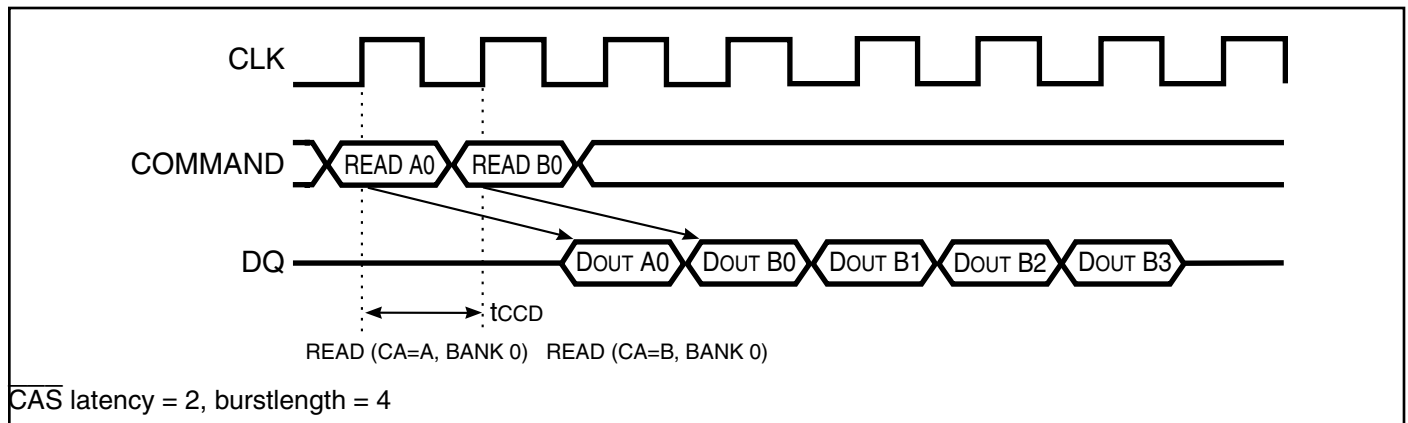 CLK
COMMAND
READ A0 READ B0
DQ
DOUT A0 DOUT B0 DOUT B1 DOUT B2 DOUT B3
tCCD
READ (CA=A, BANK 0) READ (CA=B, BANK 0)
C̅A̅S̅ latency = 2, burstlength = 4